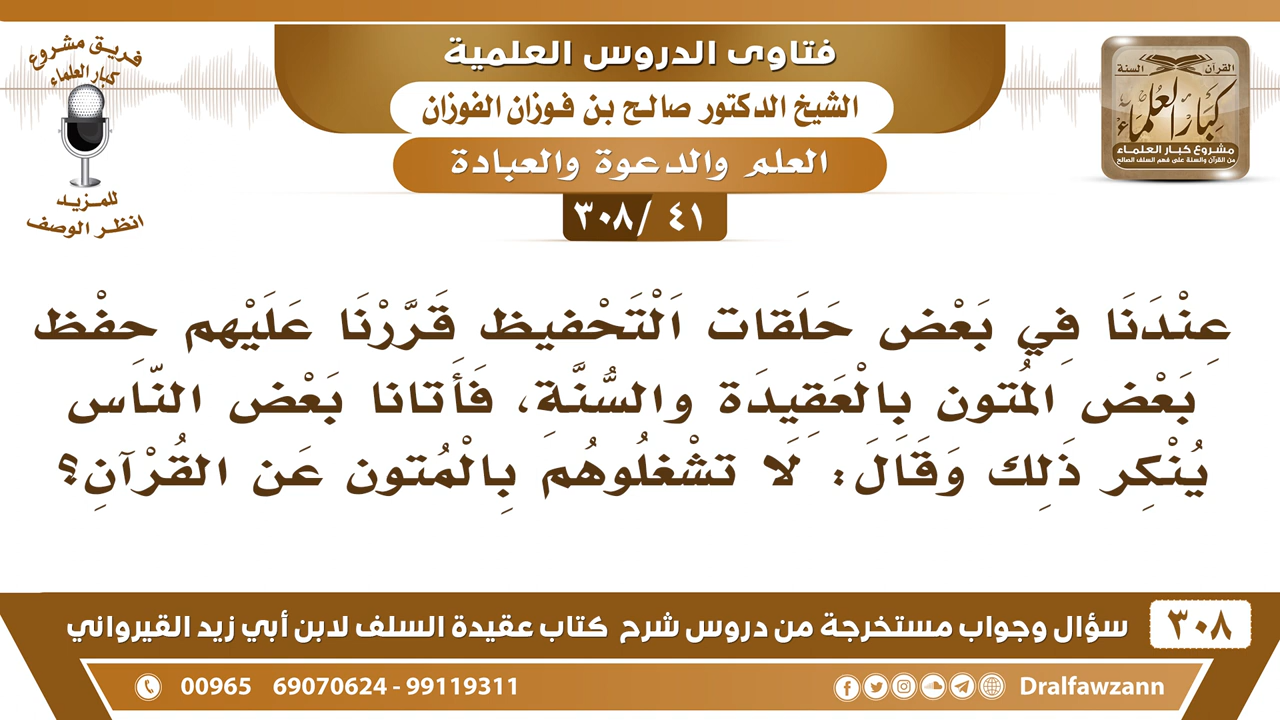 فريق مشروع
كبار العلماء
للمزيد
انظر الوصف
فتاوى الدروس العلمية
الشيخ الدكتور صالح بن فوزان الفوزان
العلم والدعوة والعبادة
٤١ /٣٠٨
القرآن السنة
كبار العلماء
مشروع كبار العلماء
من القرآن والسنة على فهم السلف الصالح
عِنْدَنَا فِي بَعْض حَلَقات اَلْتَحْفيظ قَرَّرْنَا عَلَيْهم حفْظ
بَعْض المُتون بِالْعَقِيدَة والسُّنَّةِ، فَأَتانا بَعْض النّاس
يُنْكِر ذَلِك وَقَالَ: لَا تشْغلُوهُم بِالْمُتون عَن القُرْآنِ؟
٣٠٨ سؤال وجواب مستخرجة من دروس شرح كتاب عقيدة السلف لابن أبي زيد القيرواني
00965 69070624 - 99119311
Dralfawzann